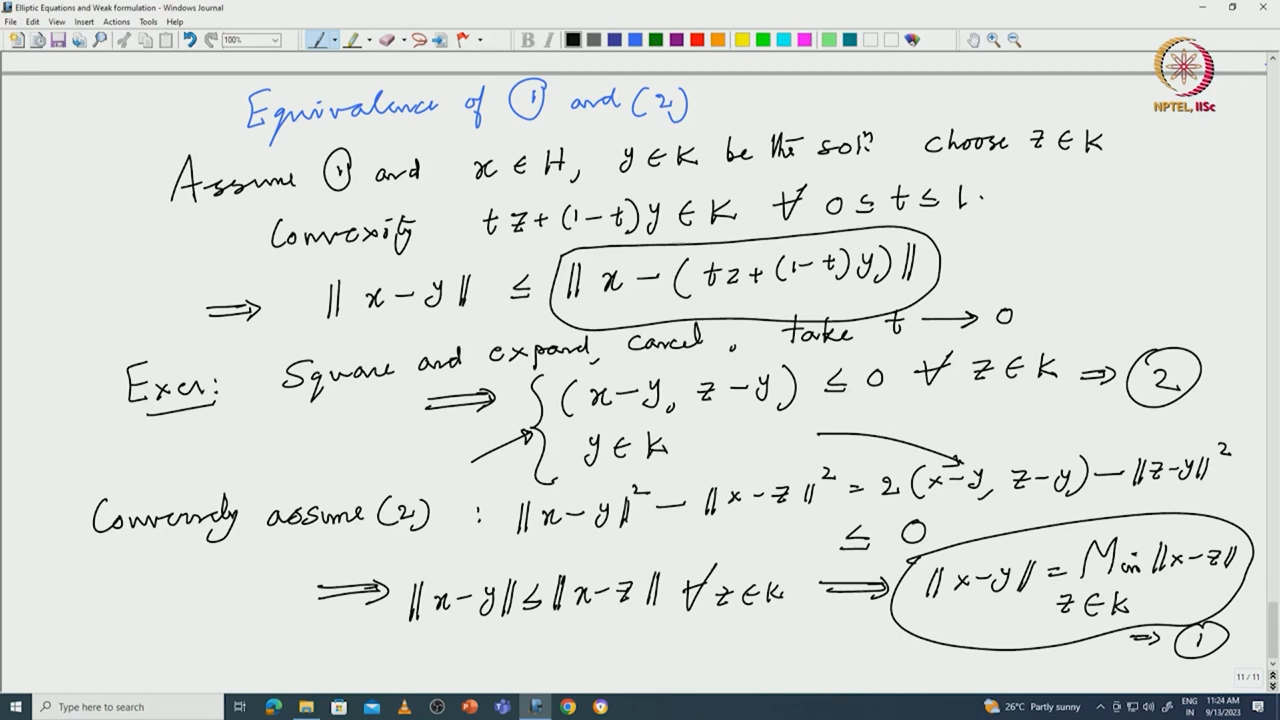 Elliptic Equations and Weak formulation - Windows Journal
File Edit View Insert Actions Tools Help
100%
B I
NPTEL, IISc
Equivalence of ① and (2)
Assume ① and x ∈ H, y ∈ K be the solⁿ choose z ∈ K
Convexity tz + (1-t)y ∈ K ∀ 0 ≤ t ≤ 1.
⟹ ‖x-y‖ ≤ ‖x-(tz+(1-t)y)‖
Exer: Square and expand, cancel, take t → 0
⟹ { (x-y, z-y) ≤ 0 ∀ z ∈ K ⟹ ②
y ∈ K
Conversely assume (2) : ‖x-y‖² - ‖x-z‖² = 2(x-y, z-y) - ‖z-y‖²
≤ 0
⟹ ‖x-y‖ ≤ ‖x-z‖ ∀ z ∈ K ⟹ ‖x-y‖ = Min ‖x-z‖
z ∈ K
⟹ ①
11 / 11
Type here to search
26°C Partly sunny
ENG
IN
11:24 AM
9/13/2023